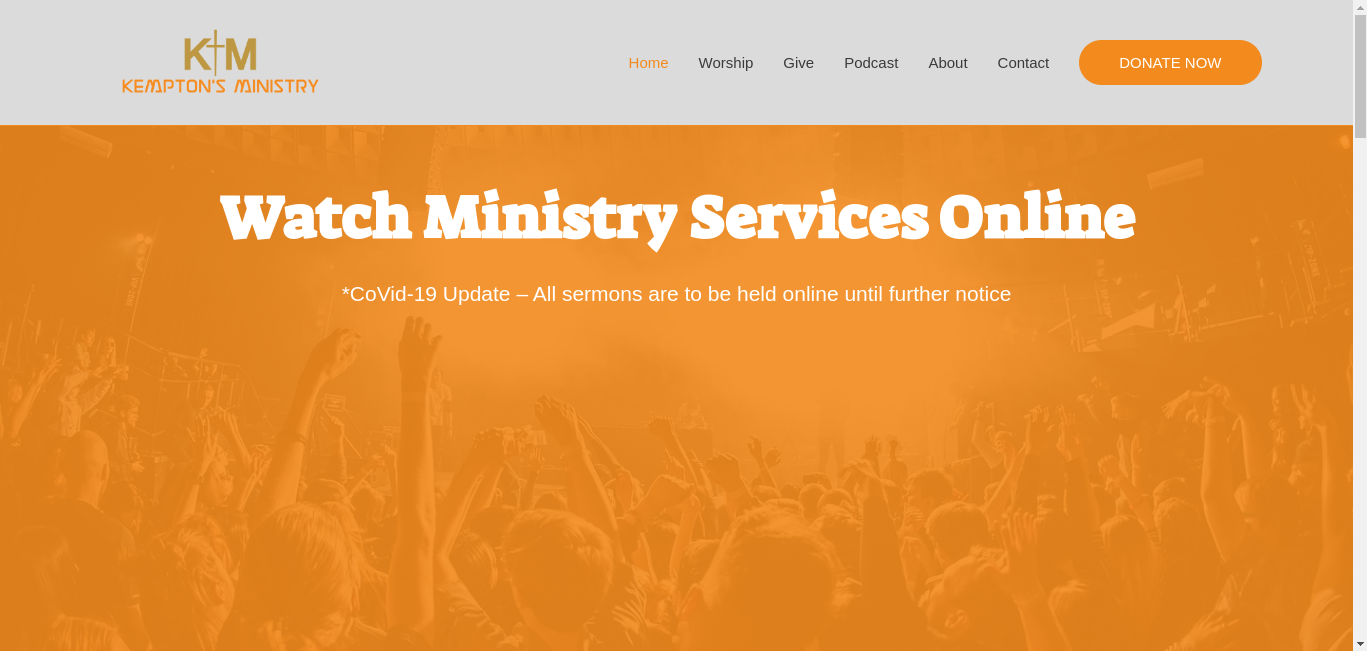 K M
KEMPTON'S MINISTRY
Home Worship Give Podcast About Contact DONATE NOW
Watch Ministry Services Online
*CoVid-19 Update – All sermons are to be held online until further notice